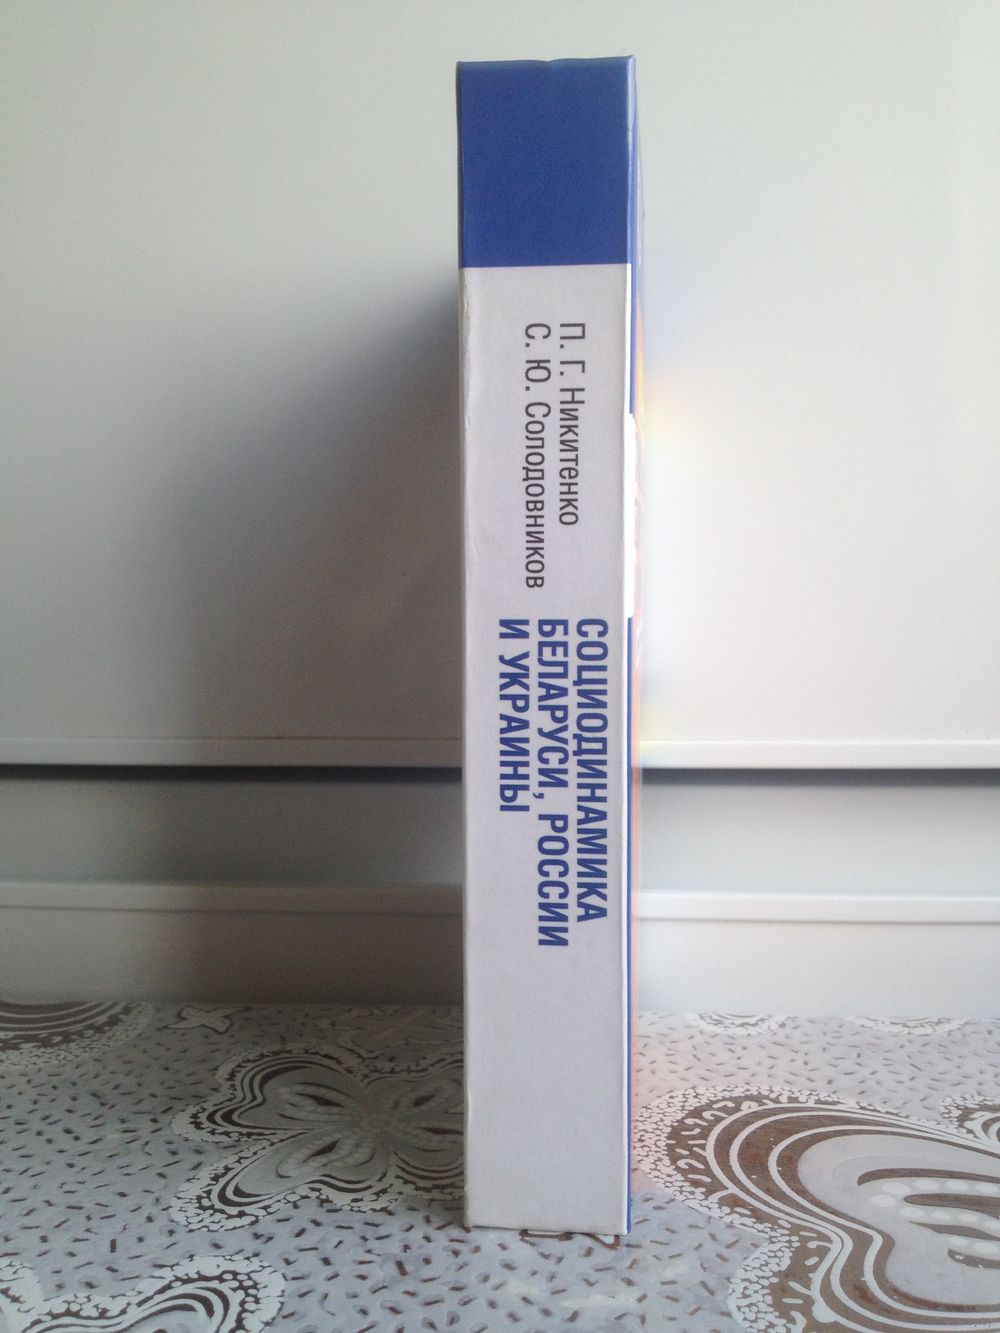 П. Г. Никитенко
С. Ю. Солодовников
СОЦИОДИНАМИКА
БЕЛАРУСИ, РОССИИ
И УКРАИНЫ